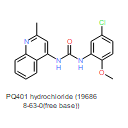 Cl
N
N
H
O
N
H
O
PQ401 hydrochloride (19686
8-63-0(free base))